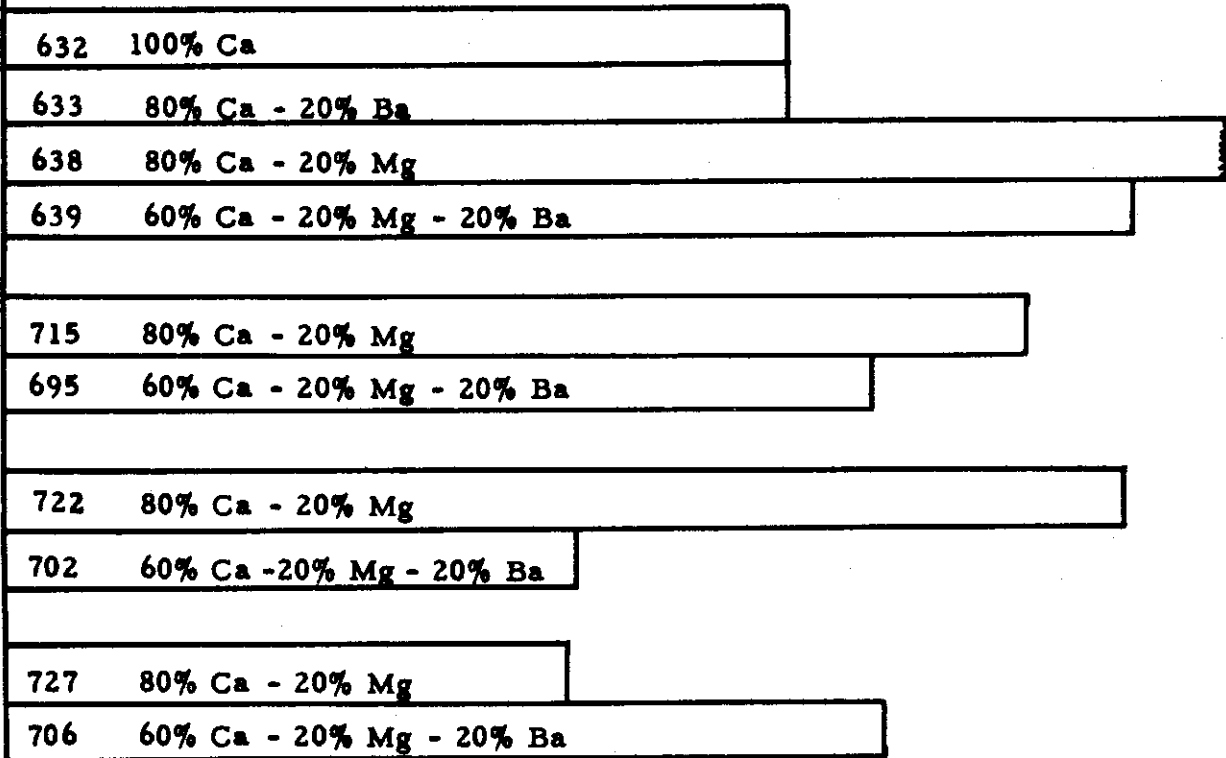 632 100% Ca
633 80% Ca - 20% Ba
638 80% Ca - 20% Mg
639 60% Ca - 20% Mg - 20% Ba
715 80% Ca - 20% Mg
695 60% Ca - 20% Mg - 20% Ba
722 80% Ca - 20% Mg
702 60% Ca -20% Mg - 20% Ba
727 80% Ca - 20% Mg
706 60% Ca - 20% Mg - 20% Ba